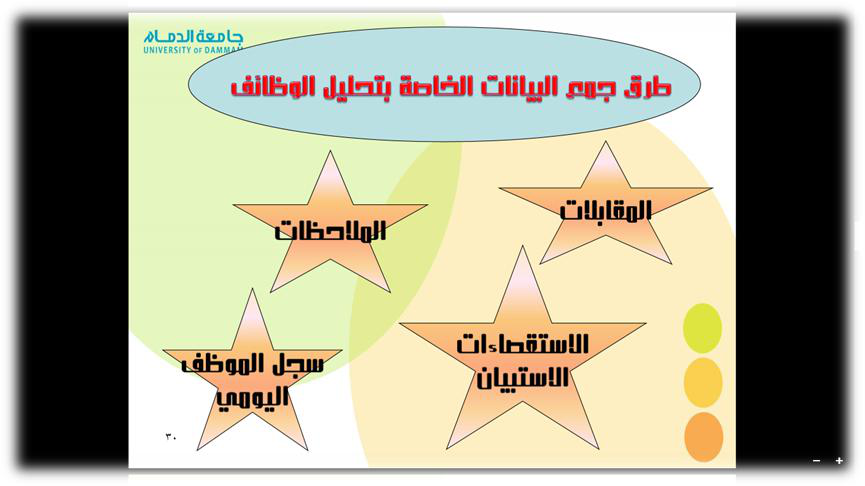 جامعة الدمام
UNIVERSITY OF DAMMAM
طرق جمع البيانات الخاصة بتحليل الوظائف
المقابلات
الملاحظات
الاستقصاءات
الاستبيان
سجل الموظف
اليومي
٣٠